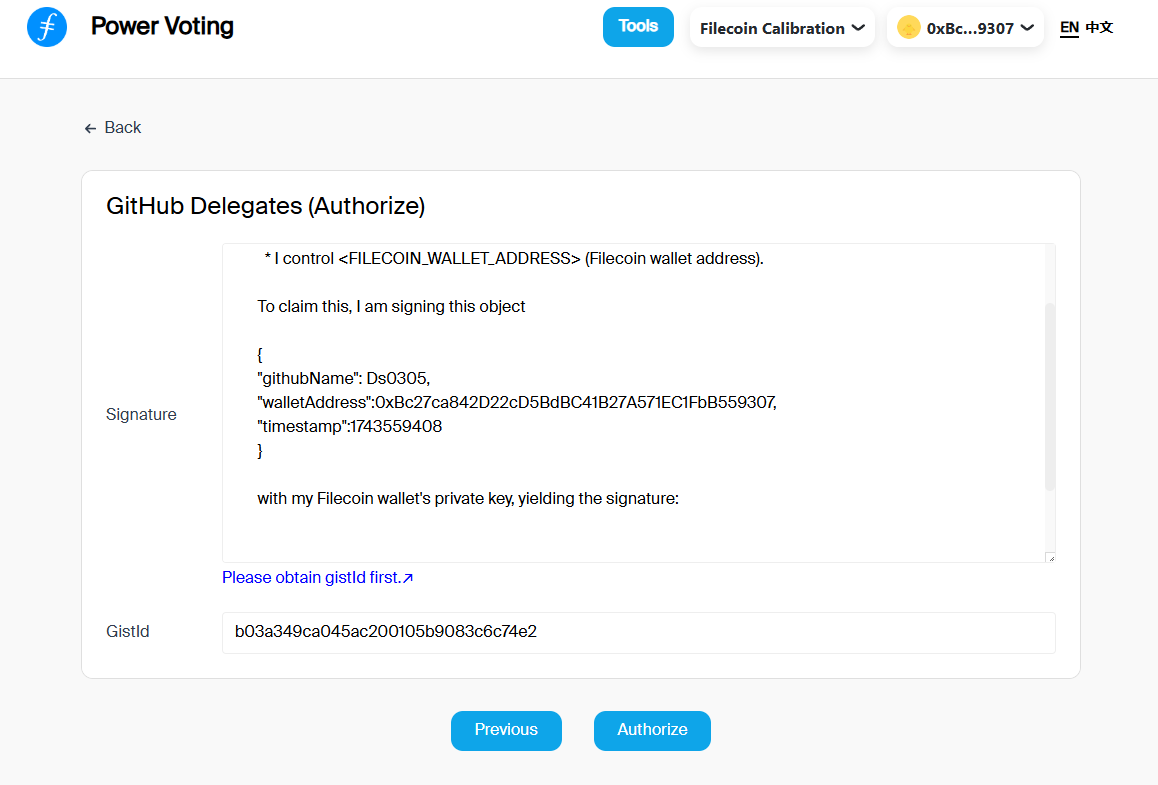 Power Voting
Tools
Filecoin Calibration
0xBc...9307
EN 中文
← Back
GitHub Delegates (Authorize)
Signature
* I control <FILECOIN_WALLET_ADDRESS> (Filecoin wallet address).
To claim this, I am signing this object
{
"githubName": Ds0305,
"walletAddress":0xBc27ca842D22cD5BdBC41B27A571EC1FbB559307,
"timestamp":1743559408
}
with my Filecoin wallet's private key, yielding the signature:
Please obtain gistId first.↗
GistId
b03a349ca045ac200105b9083c6c74e2
Previous
Authorize